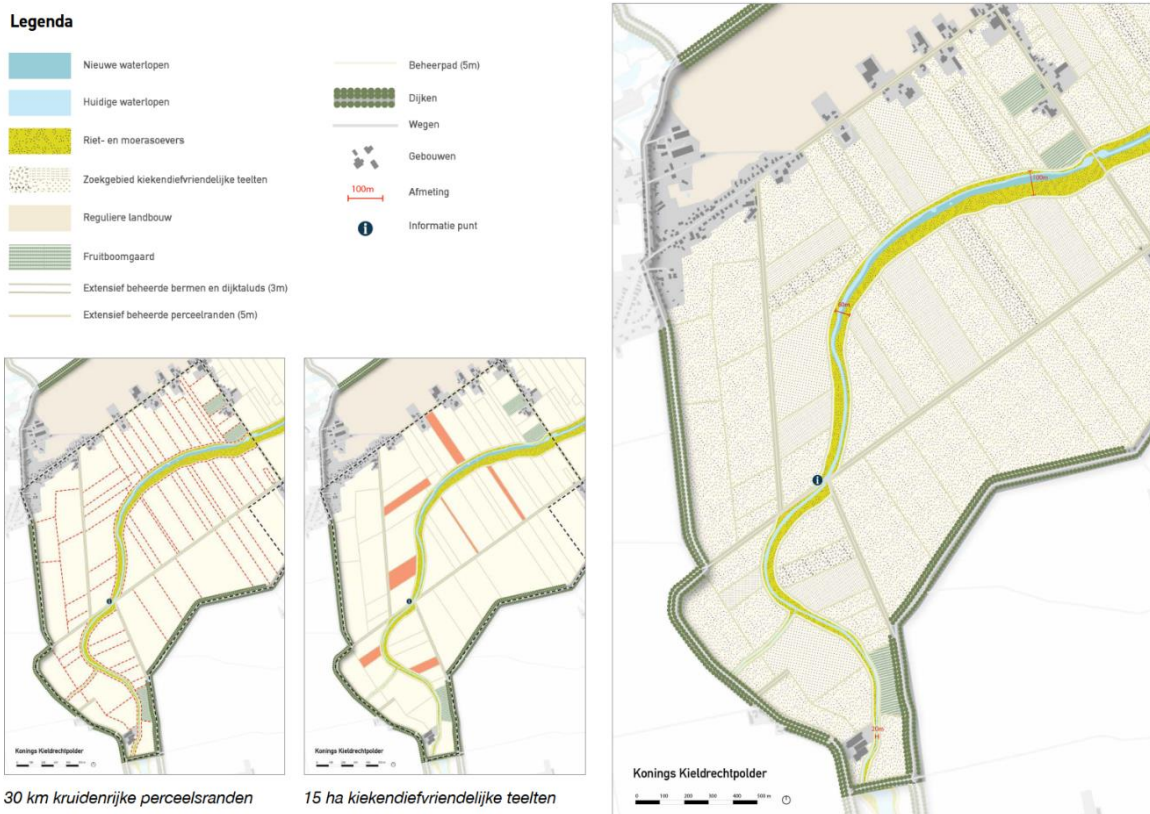 Legenda
Nieuwe waterlopen
Huidige waterlopen
Riet- en moerasoevers
Zoekgebied kiekendiefvriendelijke teelten
Reguliere landbouw
Fruitboomgaard
Extensief beheerde bermen en dijktaluds (3m)
Extensief beheerde perceelranden (5m)
Beheerpad (5m)
Dijken
Wegen
Gebouwen
100m
Afmeting
i
Informatie punt
Konings Kieldrechtpolder
30 km kruidenrijke perceelsranden
i
Konings Kieldrechtpolder
15 ha kiekendiefvriendelijke teelten
i
100m
i
20m
Konings Kieldrechtpolder
0 100 200 300 400 500 m